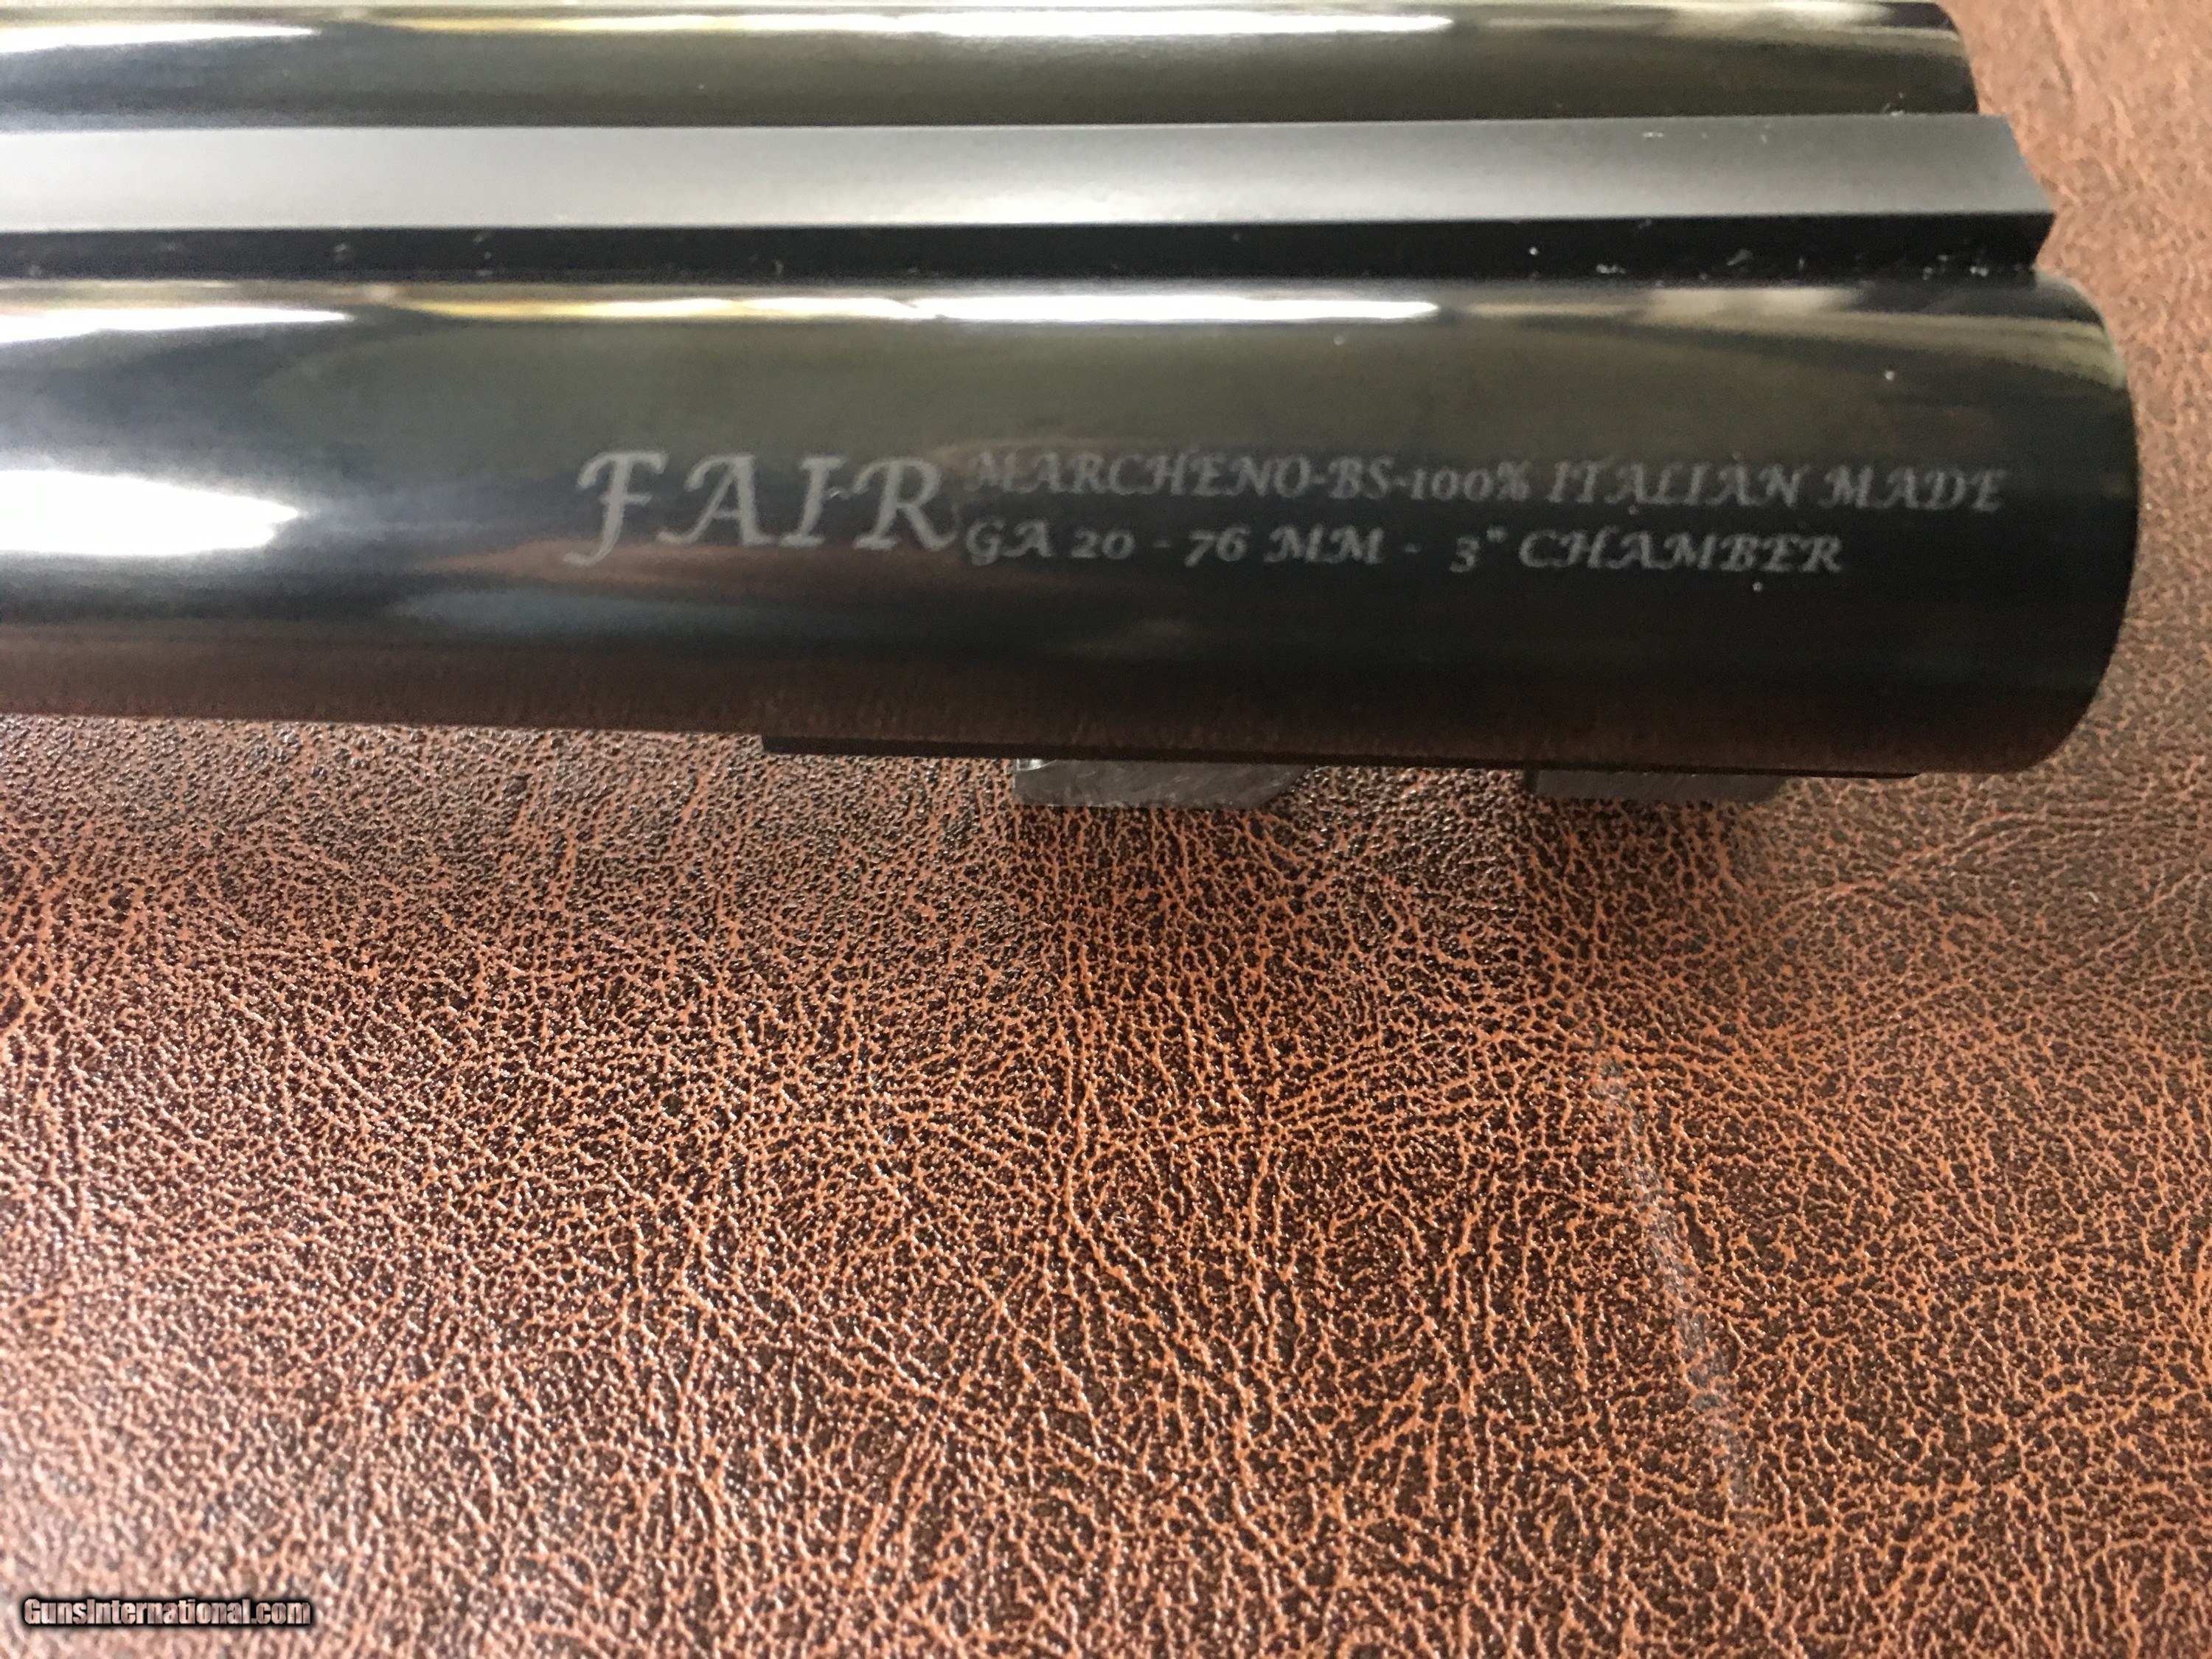 FAIR MARCHENO-BS-100% ITALIAN MADE
GA 20 - 76 MM - 3" CHAMBER
GunsInternational.com